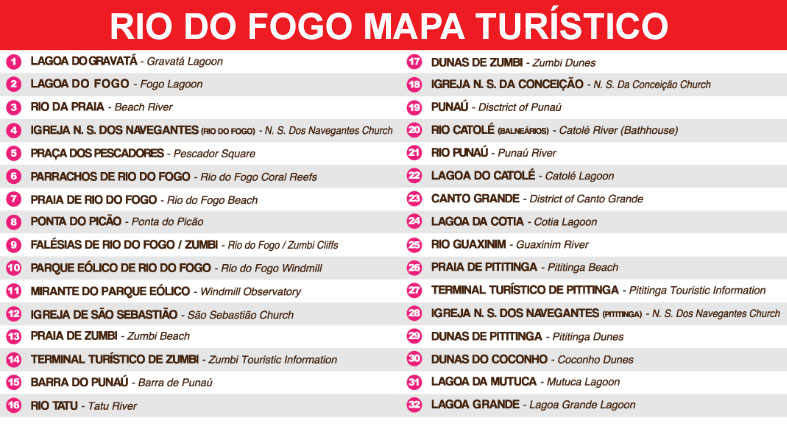 RIO DO FOGO MAPA TURÍSTICO
1 LAGOA DO GRAVATÁ - Gravatá Lagoon
2 LAGOA DO FOGO - Fogo Lagoon
3 RIO DA PRAIA - Beach River
4 IGREJA N. S. DOS NAVEGANTES (RIO DO FOGO) - N. S. Dos Navegantes Church
5 PRAÇA DOS PESCADORES - Pescador Square
6 PARRACHOS DE RIO DO FOGO - Rio do Fogo Coral Reefs
7 PRAIA DE RIO DO FOGO - Rio do Fogo Beach
8 PONTA DO PICÃO - Ponta do Picão
9 FALÉSIAS DE RIO DO FOGO / ZUMBI - Rio do Fogo / Zumbi Cliffs
10 PARQUE EÓLICO DE RIO DO FOGO - Rio do Fogo Windmill
11 MIRANTE DO PARQUE EÓLICO - Windmill Observatory
12 IGREJA DE SÃO SEBASTIÃO - São Sebastião Church
13 PRAIA DE ZUMBI - Zumbi Beach
14 TERMINAL TURÍSTICO DE ZUMBI - Zumbi Touristic Information
15 BARRA DO PUNAÚ - Barra de Punaú
16 RIO TATU - Tatu River
17 DUNAS DE ZUMBI - Zumbi Dunes
18 IGREJA N. S. DA CONCEIÇÃO - N. S. Da Conceição Church
19 PUNAÚ - Disctrict of Punaú
20 RIO CATOLÉ (BALNEÁRIOS) - Catolé River (Bathhouse)
21 RIO PUNAÚ - Punaú River
22 LAGOA DO CATOLÉ - Catolé Lagoon
23 CANTO GRANDE - District of Canto Grande
24 LAGOA DA COTIA - Cotia Lagoon
25 RIO GUAXINIM - Guaxinim River
26 PRAIA DE PITITINGA - Pititinga Beach
27 TERMINAL TURÍSTICO DE PITITINGA - Pititinga Touristic Information
28 IGREJA N. S. DOS NAVEGANTES (PITITINGA) - N. S. Dos Navegantes Church
29 DUNAS DE PITITINGA - Pititinga Dunes
30 DUNAS DO COCONHO - Coconho Dunes
31 LAGOA DA MUTUCA - Mutuca Lagoon
32 LAGOA GRANDE - Lagoa Grande Lagoon